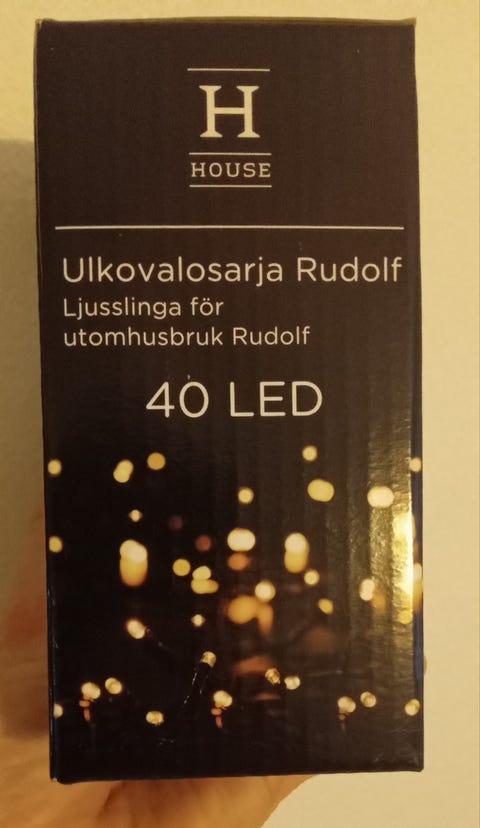 H
HOUSE
Ulkovalosarja Rudolf
Ljusslinga för
utomhusbruk Rudolf
40 LED